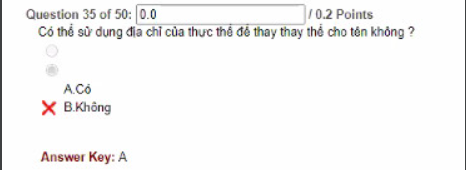 Question 35 of 50: 0.0 / 0.2 Points
Có thể sử dụng địa chỉ của thực thể để thay thay thế cho tên không ?
A.Có
B.Không
Answer Key: A